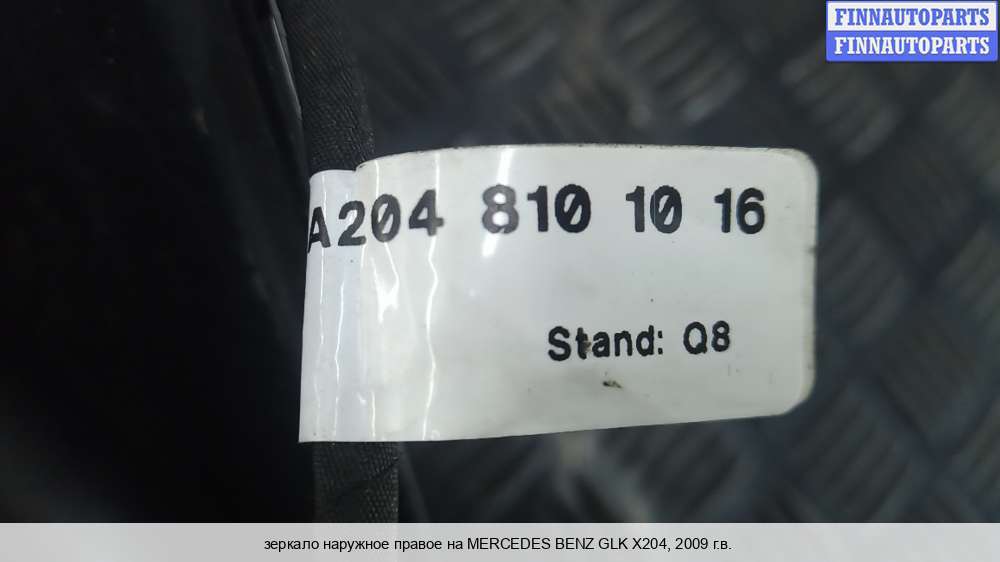 FINNAUTOPARTS
FINNAUTOPARTS
A204 810 10 16
Stand: Q8
зеркало наружное правое на MERCEDES BENZ GLK X204, 2009 г.в.